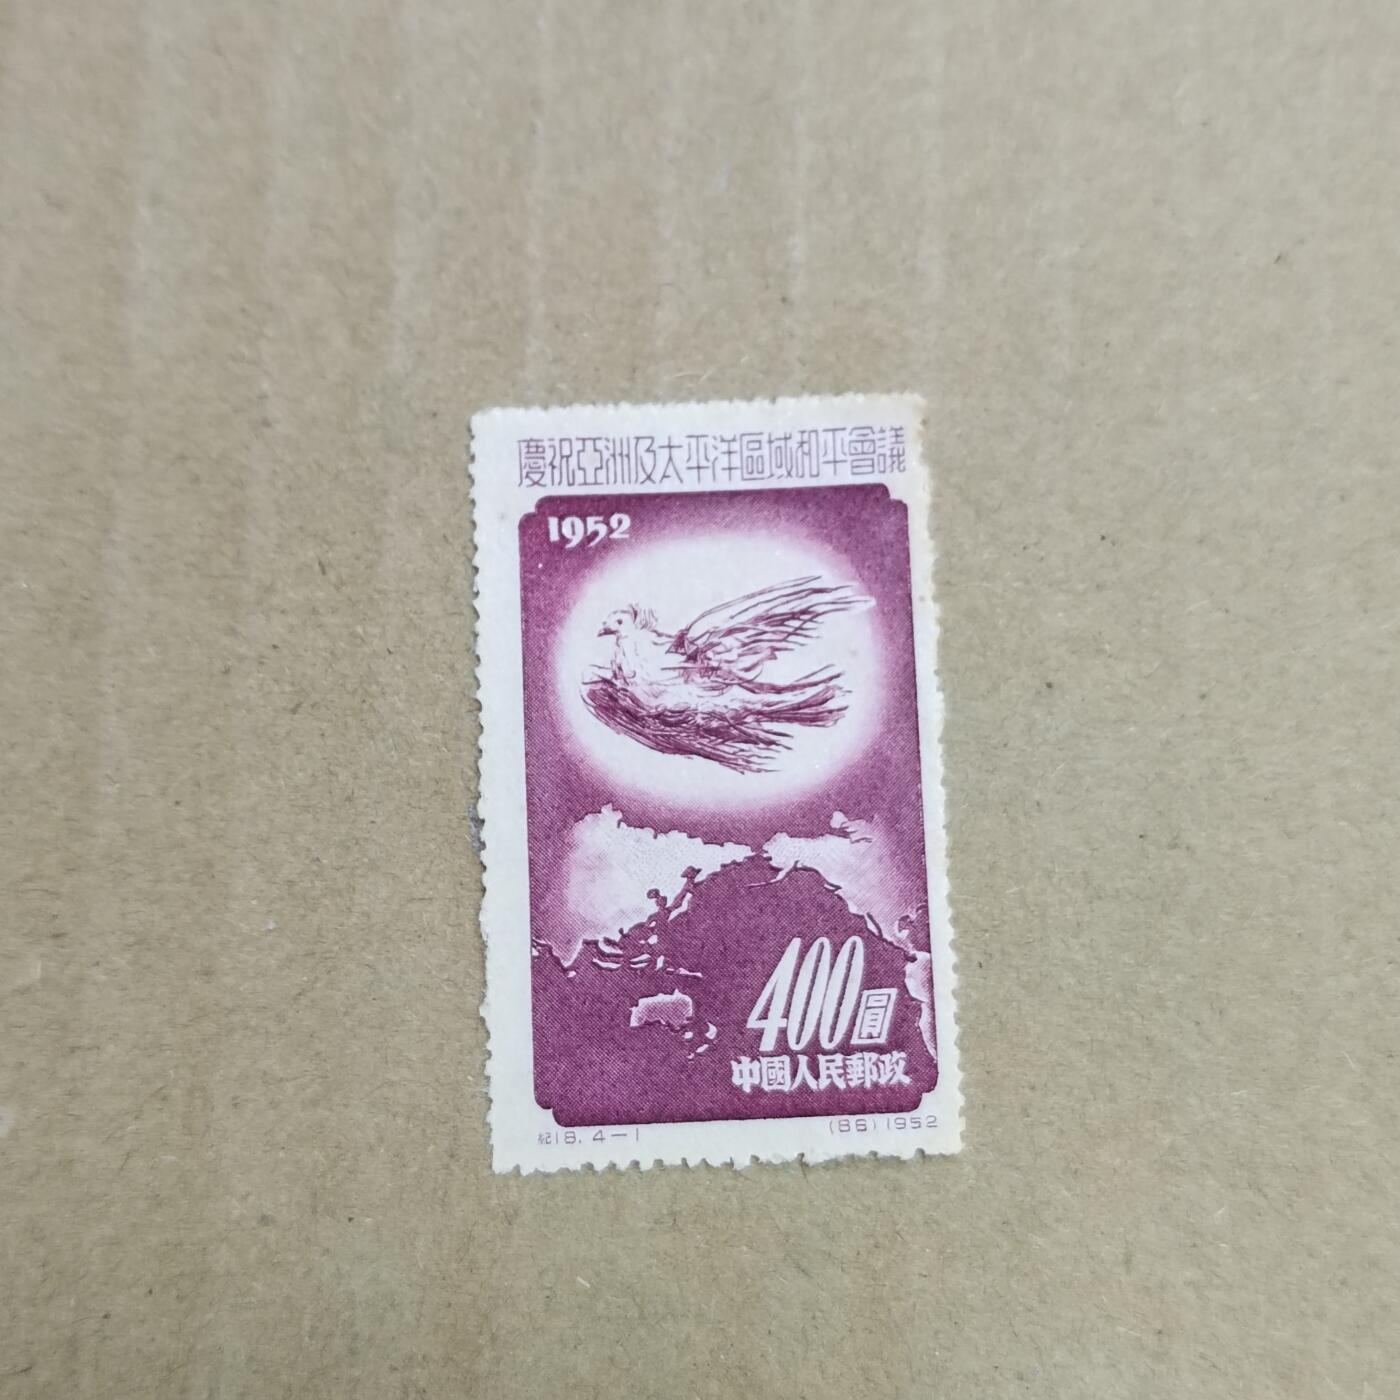 慶祝亞洲及太平洋區域和平會議
1952
400圓
中國人民郵政
紀18.4-1
(86)1952